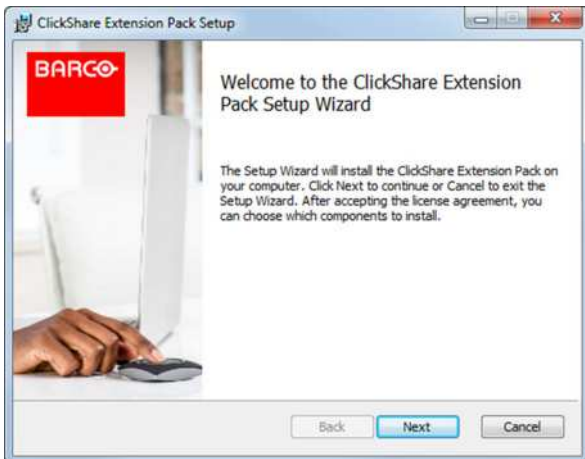 ClickShare Extension Pack Setup
BARCO
Welcome to the ClickShare Extension
Pack Setup Wizard
The Setup Wizard will install the ClickShare Extension Pack on
your computer. Click Next to continue or Cancel to exit the
Setup Wizard. After accepting the license agreement, you
can choose which components to install.
Back Next Cancel